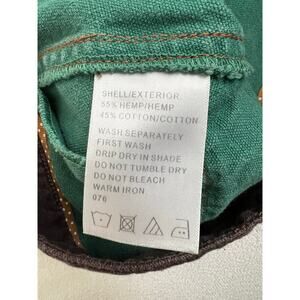 SHELL/EXTERIOR
55% HEMP/HEMP
45% COTTON/COTTON
WASH SEPARATELY
FIRST WASH
DRIP DRY IN SHADE
DO NOT TUMBLE DRY
DO NOT BLEACH
WARM IRON
076